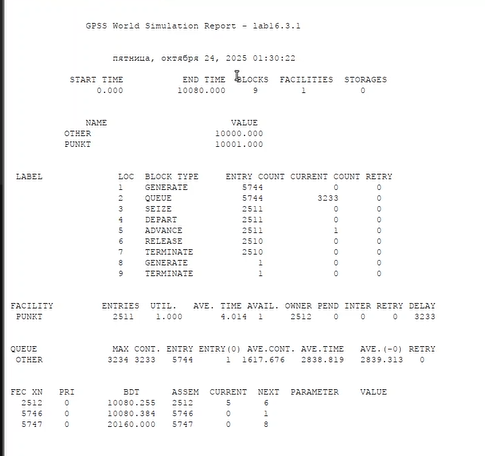 GPSS World Simulation Report - lab16.3.1
пятница, октября 24, 2025 01:30:22
START TIME END TIME BLOCKS FACILITIES STORAGES
0.000 10080.000 9 1 0
NAME VALUE
OTHER 10000.000
PUNKT 10001.000
LABEL LOC BLOCK TYPE ENTRY COUNT CURRENT COUNT RETRY
1 GENERATE 5744 0 0
2 QUEUE 5744 3233 0
3 SEIZE 2511 0 0
4 DEPART 2511 0 0
5 ADVANCE 2511 1 0
6 RELEASE 2510 0 0
7 TERMINATE 2510 0 0
8 GENERATE 1 0 0
9 TERMINATE 1 0 0
FACILITY ENTRIES UTIL. AVE. TIME AVAIL. OWNER PEND INTER RETRY DELAY
PUNKT 2511 1.000 4.014 1 2512 0 0 0 3233
QUEUE MAX CONT. ENTRY ENTRY(0) AVE.CONT. AVE.TIME AVE.(-0) RETRY
OTHER 3234 3233 5744 1 1617.676 2838.819 2839.313 0
FEC XN PRI BDT ASSEM CURRENT NEXT PARAMETER VALUE
2512 0 10080.255 2512 5 6
5746 0 10080.384 5746 0 1
5747 0 20160.000 5747 0 8